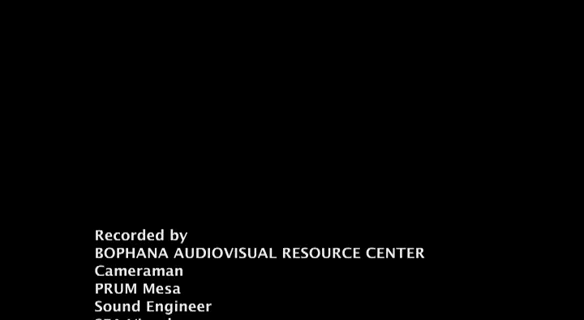 Recorded by
BOPHANA AUDIOVISUAL RESOURCE CENTER
Cameraman
PRUM Mesa
Sound Engineer